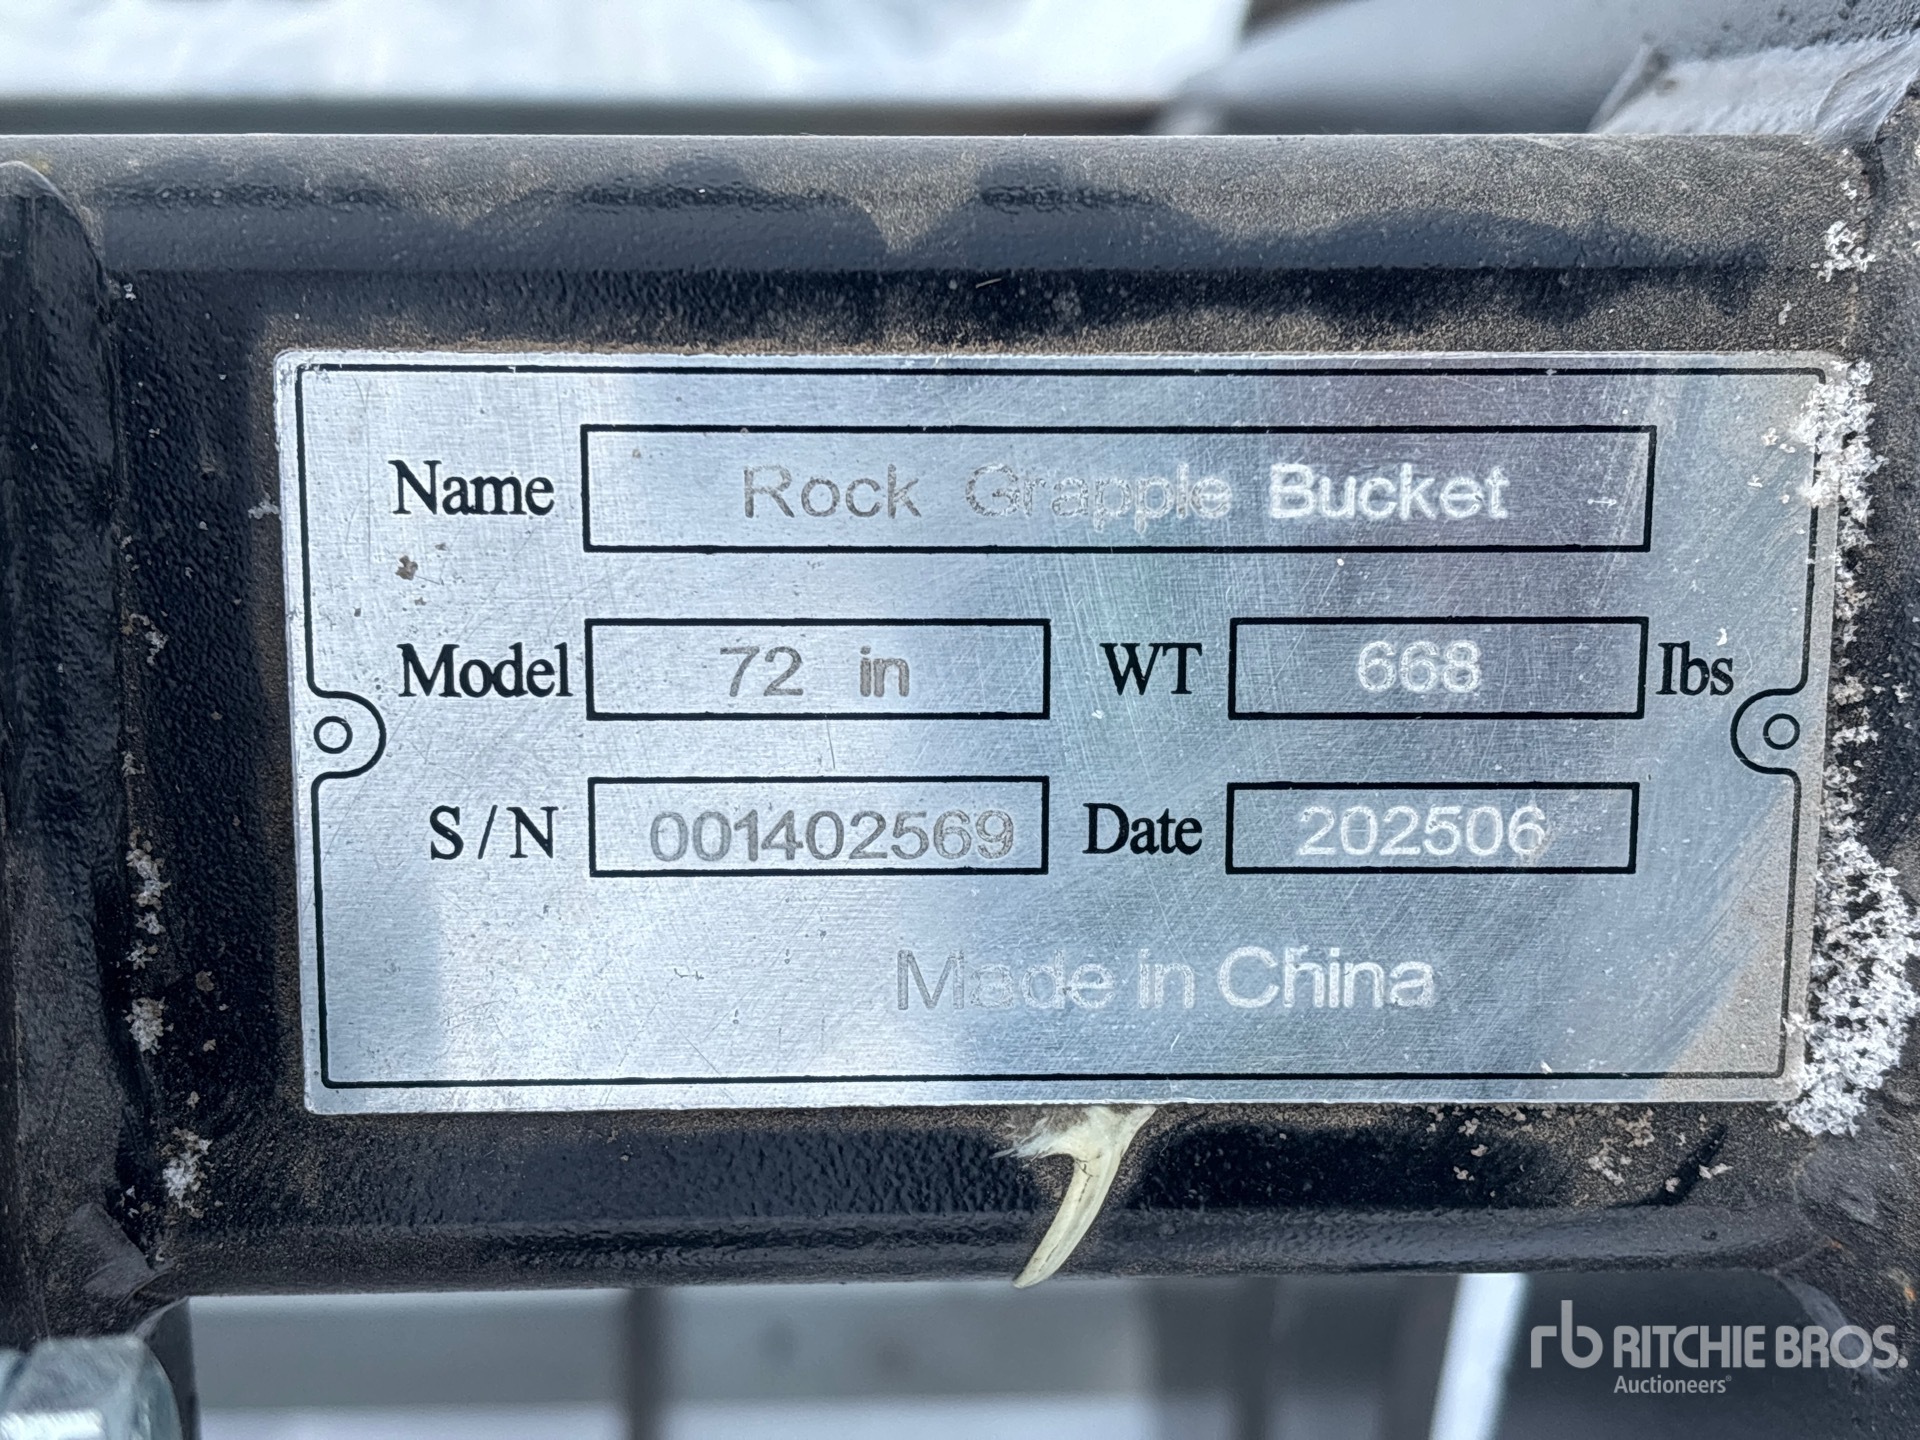 Name Rock Grapple Bucket
Model 72 in WT 668 lbs
S/N 001402569 Date 202506
Made in China
rb RITCHIE BROS.
Auctioneers